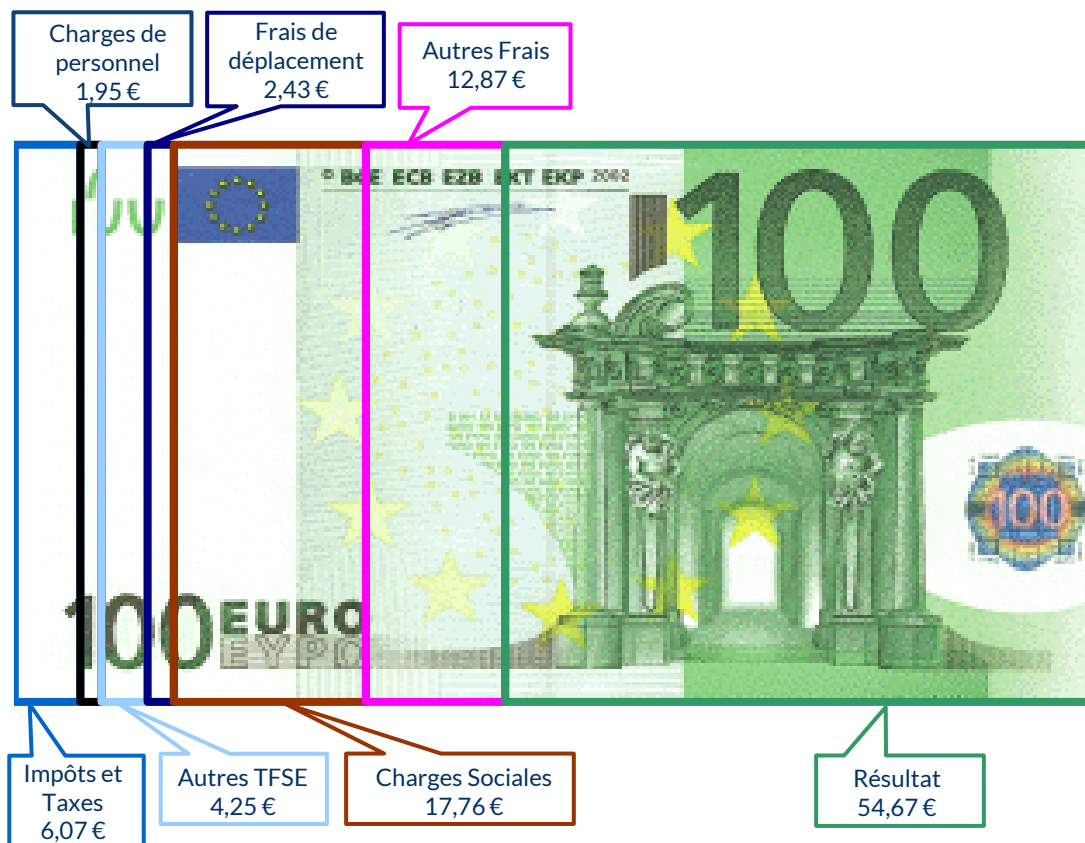 Charges de
personnel
1,95 €
Frais de
déplacement
2,43 €
Autres Frais
12,87 €
ECB EZB EKT EKP 2002
100
100
100 EURO
ΕΥΡΩ
Impôts et
Taxes
6,07 €
Autres TFSE
4,25 €
Charges Sociales
17,76 €
Résultat
54,67 €